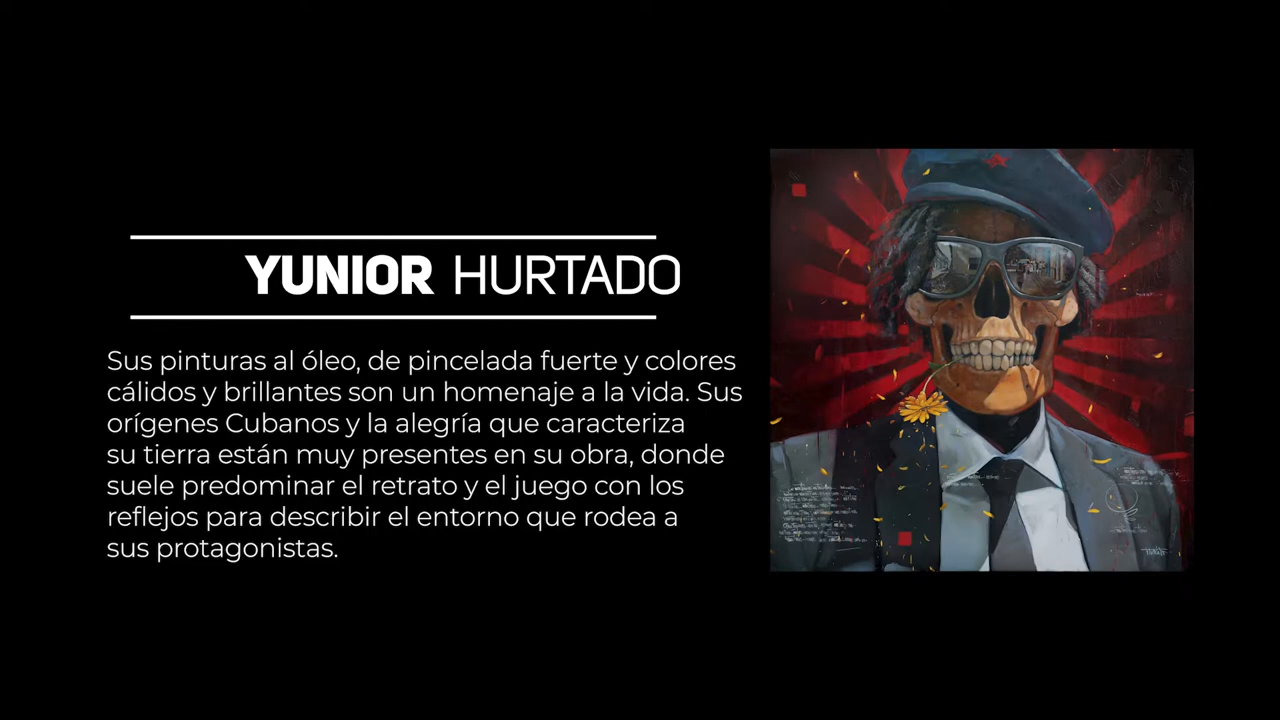 YUNIOR HURTADO
Sus pinturas al óleo, de pincelada fuerte y colores
cálidos y brillantes son un homenaje a la vida. Sus
orígenes Cubanos y la alegría que caracteriza
su tierra están muy presentes en su obra, donde
suele predominar el retrato y el juego con los
reflejos para describir el entorno que rodea a
sus protagonistas.